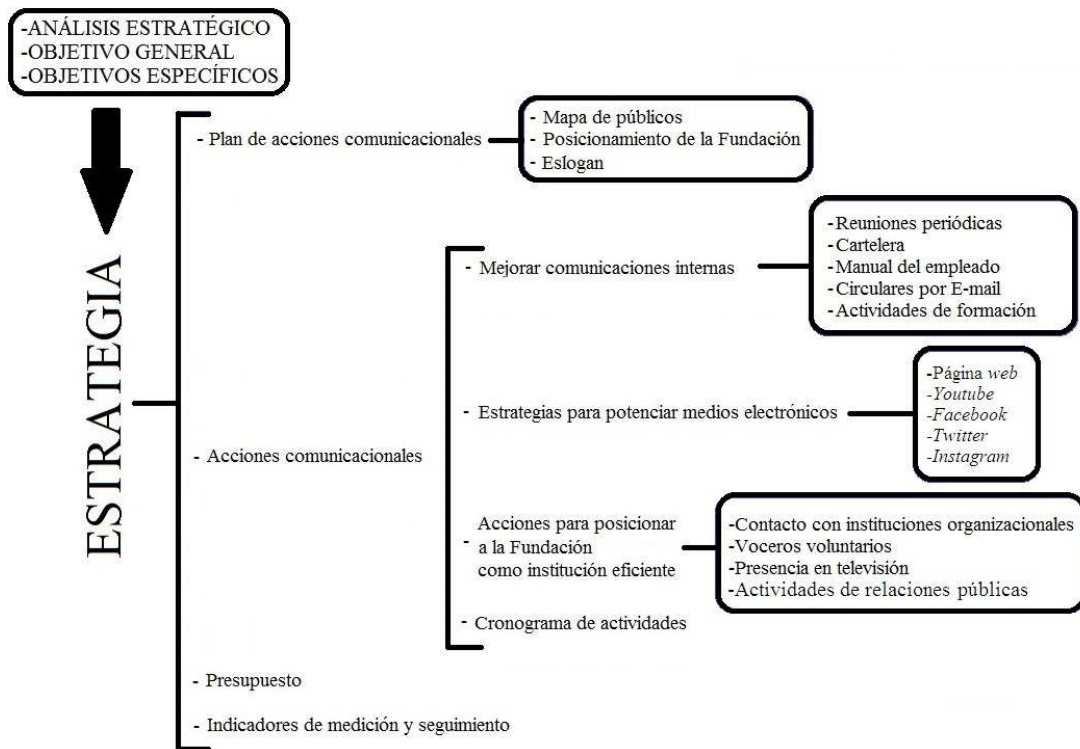 -ANÁLISIS ESTRATÉGICO
-OBJETIVO GENERAL
-OBJETIVOS ESPECÍFICOS
ESTRATEGIA
- Plan de acciones comunicacionales
- Mapa de públicos
- Posicionamiento de la Fundación
- Eslogan
- Acciones comunicacionales
- Mejorar comunicaciones internas
-Reuniones periódicas
-Cartelera
-Manual del empleado
-Circulares por E-mail
-Actividades de formación
- Estrategias para potenciar medios electrónicos
-Página web
-Youtube
-Facebook
-Twitter
-Instagram
Acciones para posicionar
- a la Fundación
como institución eficiente
-Contacto con instituciones organizacionales
-Voceros voluntarios
-Presencia en televisión
-Actividades de relaciones públicas
- Cronograma de actividades
- Presupuesto
- Indicadores de medición y seguimiento